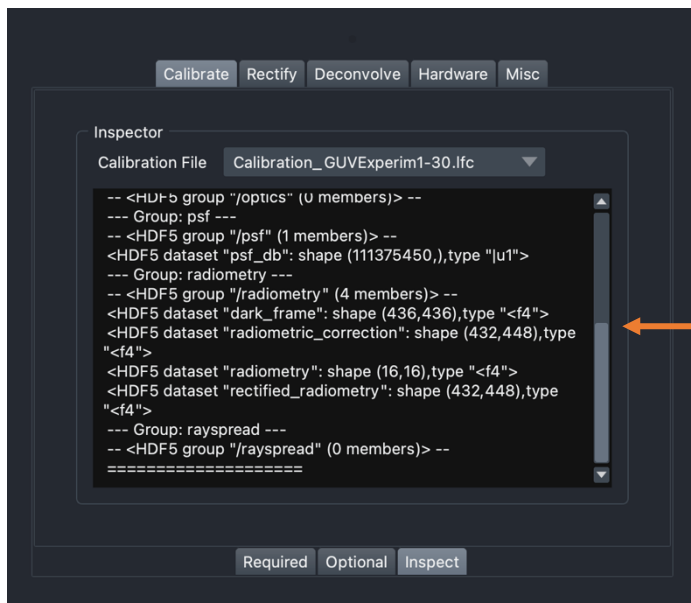 Calibrate Rectify Deconvolve Hardware Misc
Inspector
Calibration File Calibration_GUVExperim1-30.lfc
-- <HDF5 group "/optics" (0 members)> --
--- Group: psf ---
-- <HDF5 group "/psf" (1 members)> --
<HDF5 dataset "psf_db": shape (111375450,),type "|u1">
--- Group: radiometry ---
-- <HDF5 group "/radiometry" (4 members)> --
<HDF5 dataset "dark_frame": shape (436,436),type "<f4">
<HDF5 dataset "radiometric_correction": shape (432,448),type
"<f4">
<HDF5 dataset "radiometry": shape (16,16),type "<f4">
<HDF5 dataset "rectified_radiometry": shape (432,448),type
"<f4">
--- Group: rayspread ---
-- <HDF5 group "/rayspread" (0 members)> --
====================
Required Optional Inspect